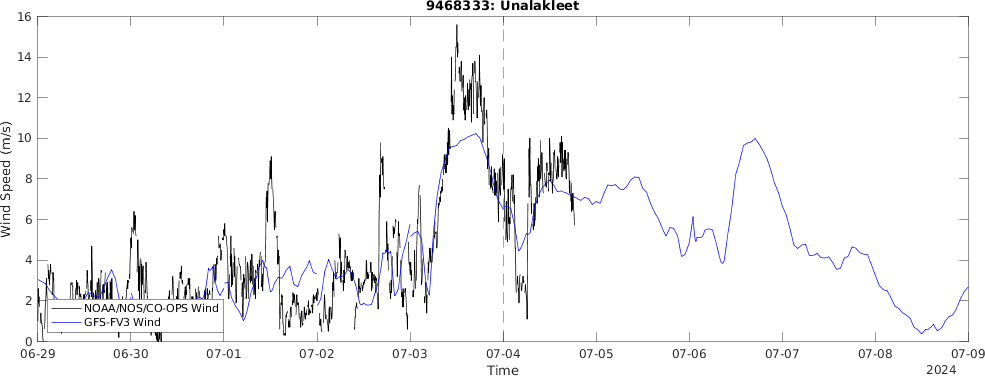 9468333: Unalakleet
Wind Speed (m/s)
16
14
12
10
8
6
4
2
0
NOAA/NOS/CO-OPS Wind
GFS-FV3 Wind
06-29 06-30 07-01 07-02 07-03 07-04 07-05 07-06 07-07 07-08 07-09
Time
2024